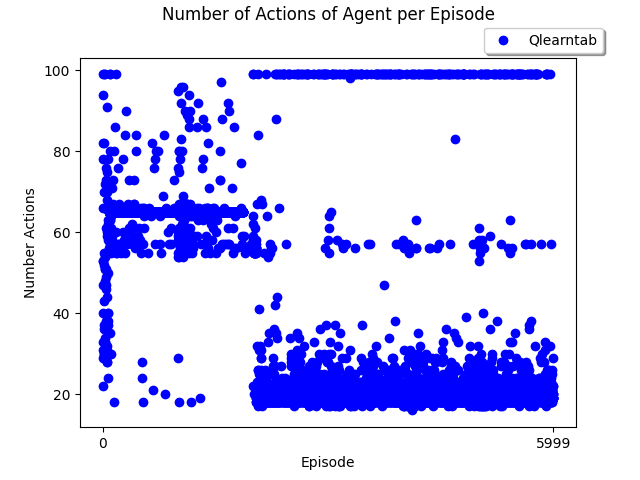 Number of Actions of Agent per Episode
Qlearntab
100
80
60
40
20
Number Actions
0
5999
Episode